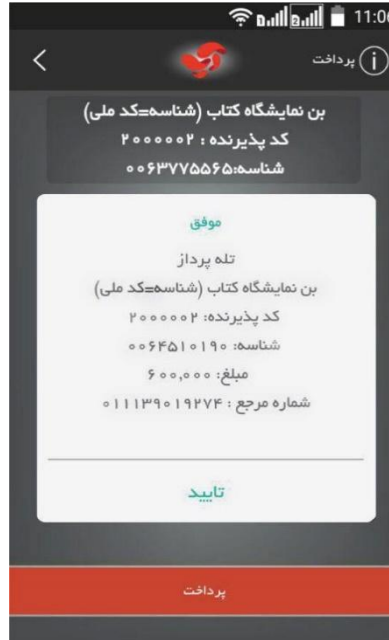 11:06
پرداخت
بن نمایشگاه کتاب (شناسه=کد ملی)
کد پذیرنده : ۲۰۰۰۰۰۲
شناسه:۰۰۶۳۷۷۵۵۶۵
موفق
تله پرداز
بن نمایشگاه کتاب (شناسه=کد ملی)
کد پذیرنده: ۲۰۰۰۰۰۲
شناسه: ۰۰۶۴۵۱۰۱۹۰
مبلغ: ۶۰۰,۰۰۰
شماره مرجع : ۰۱۱۱۳۹۰۱۹۲۷۴
تایید
پرداخت